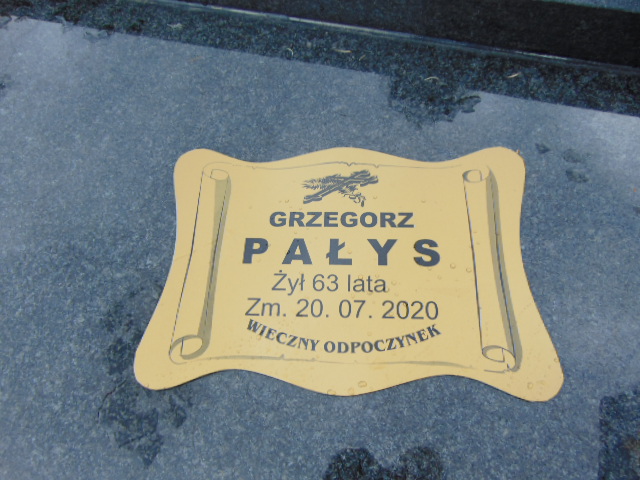 GRZEGORZ
PAŁYS
Żył 63 lata
Zm. 20. 07. 2020
WIECZNY ODPOCZYNEK